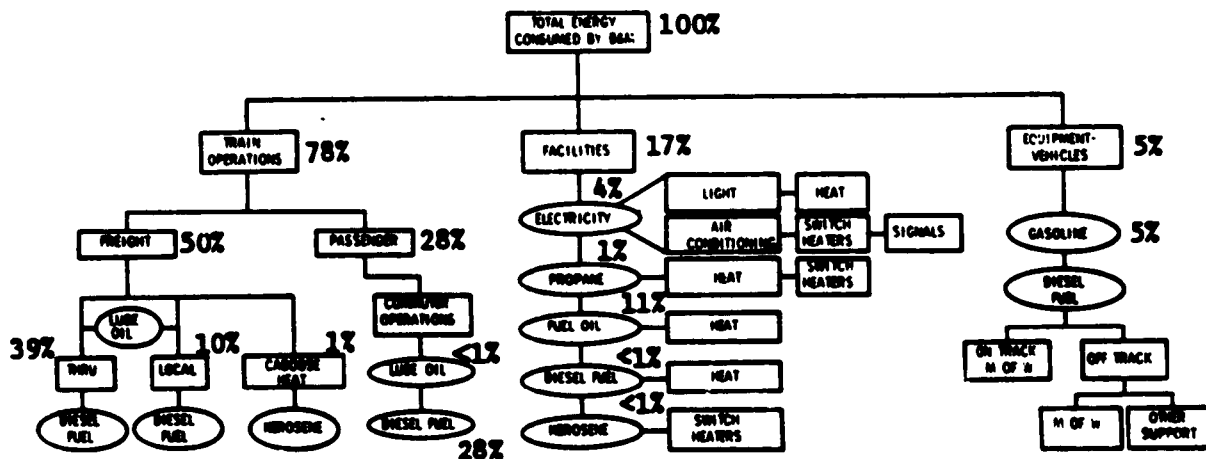 TOTAL ENERGY
CONSUMED BY B&M:
100%
TRAIN
OPERATIONS
78%
FACILITIES
17%
EQUIPMENT-
VEHICLES
5%
FREIGHT
50%
PASSENDER
28%
4%
ELECTRICITY
LIGHT
HEAT
AIR
CONDITIONING
SWITCH
HEATERS
SIGNALS
GASOLINE
5%
1%
PROPANE
HEAT
SWITCH
HEATERS
DIESEL
FUEL
LUBE
OIL
COMMUTER
OPERATIONS
11%
FUEL OIL
HEAT
39%
THRU
10%
LOCAL
1%
CABOOSE
HEAT
<1%
LUBE OIL
<1%
DIESEL FUEL
HEAT
ON TRACK
M OF W
OFF TRACK
DIESEL
FUEL
DIESEL
FUEL
KEROSENE
DIESEL FUEL
28%
<1%
KEROSENE
SWITCH
HEATERS
M OF W
OTHER
SUPPORT